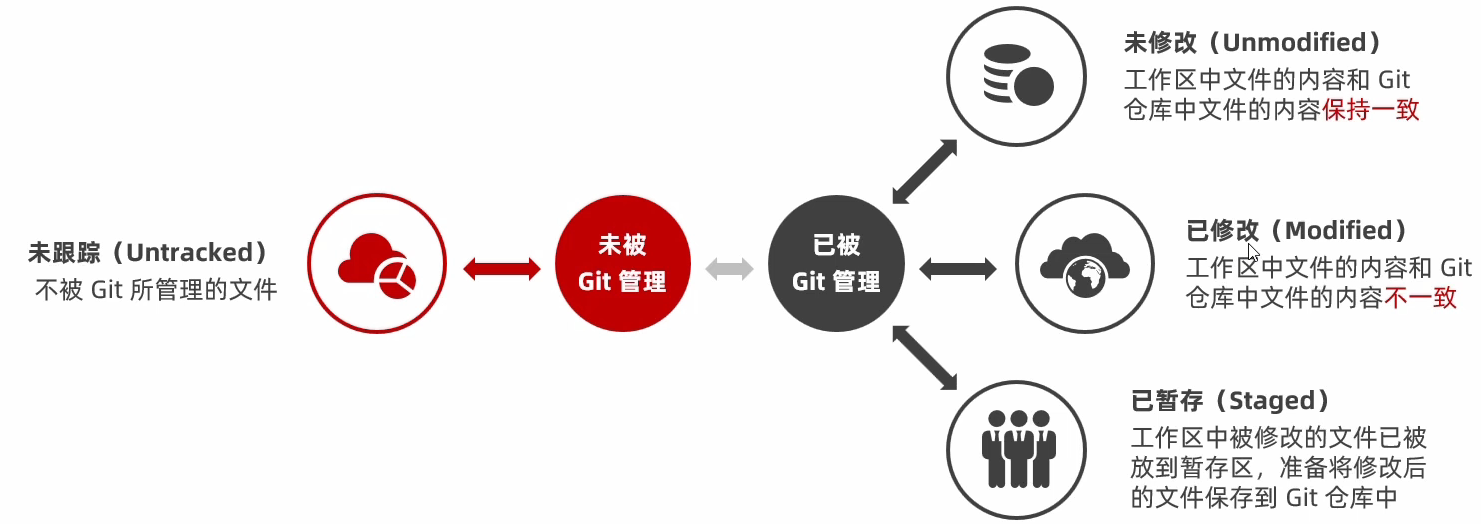 未跟踪（Untracked）
不被 Git 所管理的文件
未被
Git 管理
已被
Git 管理
未修改（Unmodified）
工作区中文件的内容和 Git
仓库中文件的内容保持一致
已修改（Modified）
工作区中文件的内容和 Git
仓库中文件的内容不一致
已暂存（Staged）
工作区中被修改的文件已被
放到暂存区，准备将修改后
的文件保存到 Git 仓库中